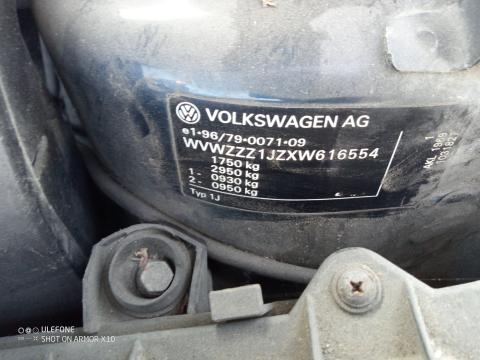 VOLKSWAGEN AG
e1*96/79*0071*09
WVWZZZ1JZXW616554
1750 kg
1- 2950 kg
2- 0930 kg
0950 kg
Typ 1J
1
ULEFONE
SHOT ON ARMOR X10